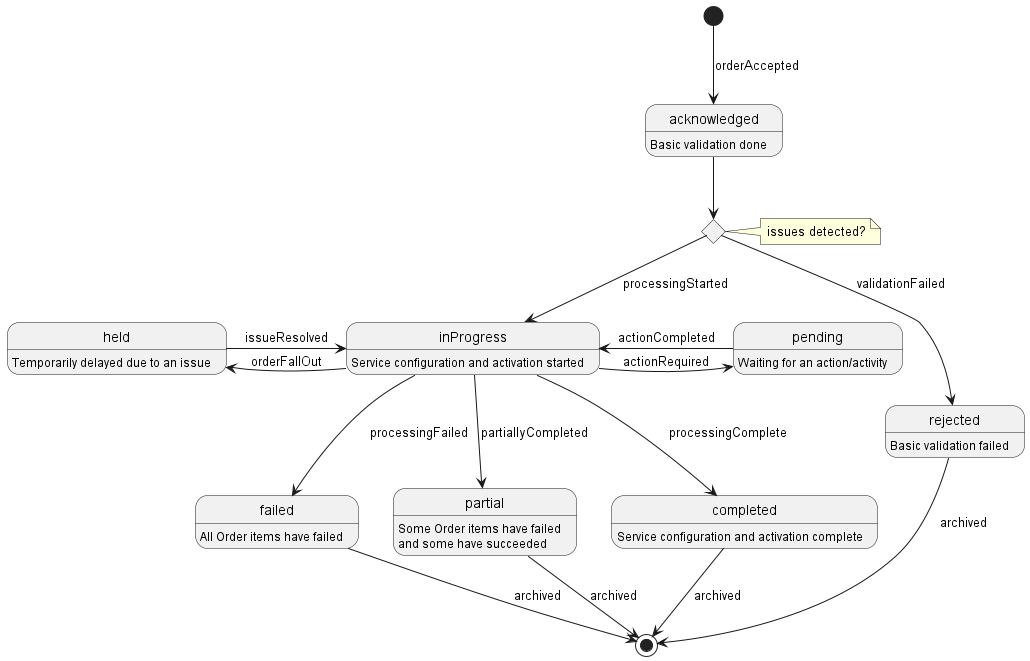 orderAccepted
acknowledged
Basic validation done
issues detected?
processingStarted
validationFailed
held
Temporarily delayed due to an issue
issueResolved
orderFallOut
inProgress
Service configuration and activation started
actionCompleted
actionRequired
pending
Waiting for an action/activity
rejected
Basic validation failed
processingFailed
partiallyCompleted
processingComplete
failed
All Order items have failed
partial
Some Order items have failed
and some have succeeded
completed
Service configuration and activation complete
archived
archived
archived
archived